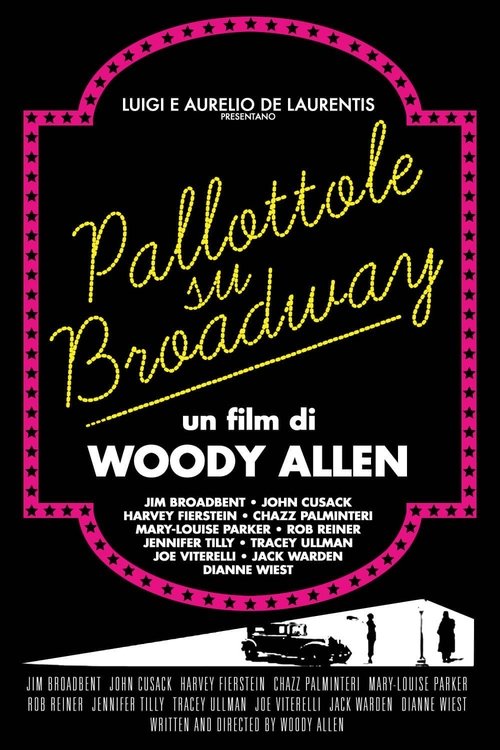 LUIGI E AURELIO DE LAURENTIS
PRESENTANO
Pallottole
su
Broadway
un film di
WOODY ALLEN
JIM BROADBENT • JOHN CUSACK
HARVEY FIERSTEIN • CHAZZ PALMINTERI
MARY-LOUISE PARKER • ROB REINER
JENNIFER TILLY • TRACEY ULLMAN
JOE VITERELLI • JACK WARDEN
DIANNE WIEST
JIM BROADBENT JOHN CUSACK HARVEY FIERSTEIN CHAZZ PALMINTERI MARY-LOUISE PARKER
ROB REINER JENNIFER TILLY TRACEY ULLMAN JOE VITERELLI JACK WARDEN DIANNE WIEST
WRITTEN AND DIRECTED BY WOODY ALLEN